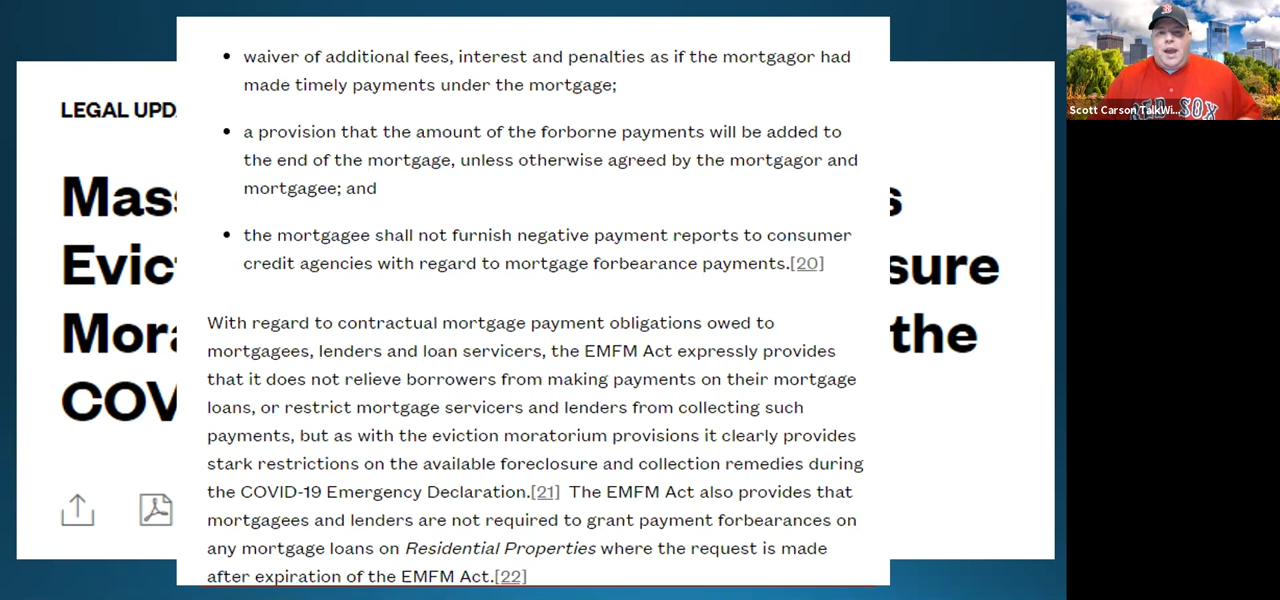 waiver of additional fees, interest and penalties as if the mortgagor had
made timely payments under the mortgage;
a provision that the amount of the forborne payments will be added to
the end of the mortgage, unless otherwise agreed by the mortgagor and
mortgagee; and
the mortgagee shall not furnish negative payment reports to consumer
credit agencies with regard to mortgage forbearance payments.[20]
With regard to contractual mortgage payment obligations owed to
mortgagees, lenders and loan servicers, the EMFM Act expressly provides
that it does not relieve borrowers from making payments on their mortgage
loans, or restrict mortgage servicers and lenders from collecting such
payments, but as with the eviction moratorium provisions it clearly provides
stark restrictions on the available foreclosure and collection remedies during
the COVID-19 Emergency Declaration.[21] The EMFM Act also provides that
mortgagees and lenders are not required to grant payment forbearances on
any mortgage loans on Residential Properties where the request is made
after expiration of the EMFM Act.[22]
LEGAL UPD
Mass s
Evic sure
Mora the
COV
B
RED SOX
Scott Carson/TalkWi...